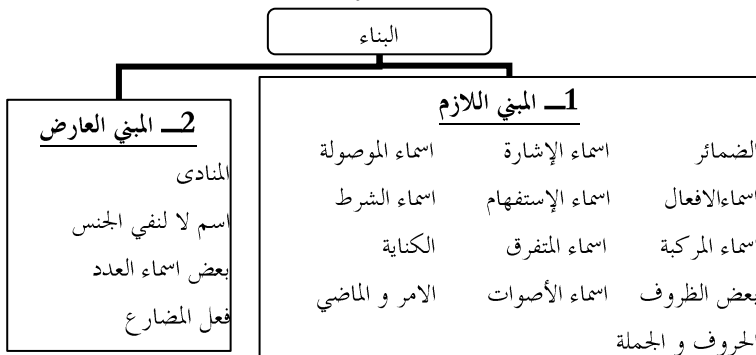 البناء
1ــ المبني اللازم
الضمائر اسماء الإشارة اسماء الموصولة
اسماءالافعال اسماء الإستفهام اسماء الشرط
اسماء المركبة اسماء المتفرق الكناية
بعض الظروف اسماء الأصوات الامر و الماضي
الحروف و الجملة
2ــ المبني العارض
المنادى
اسم لا لنفي الجنس
بعض اسماء العدد
فعل المضارع